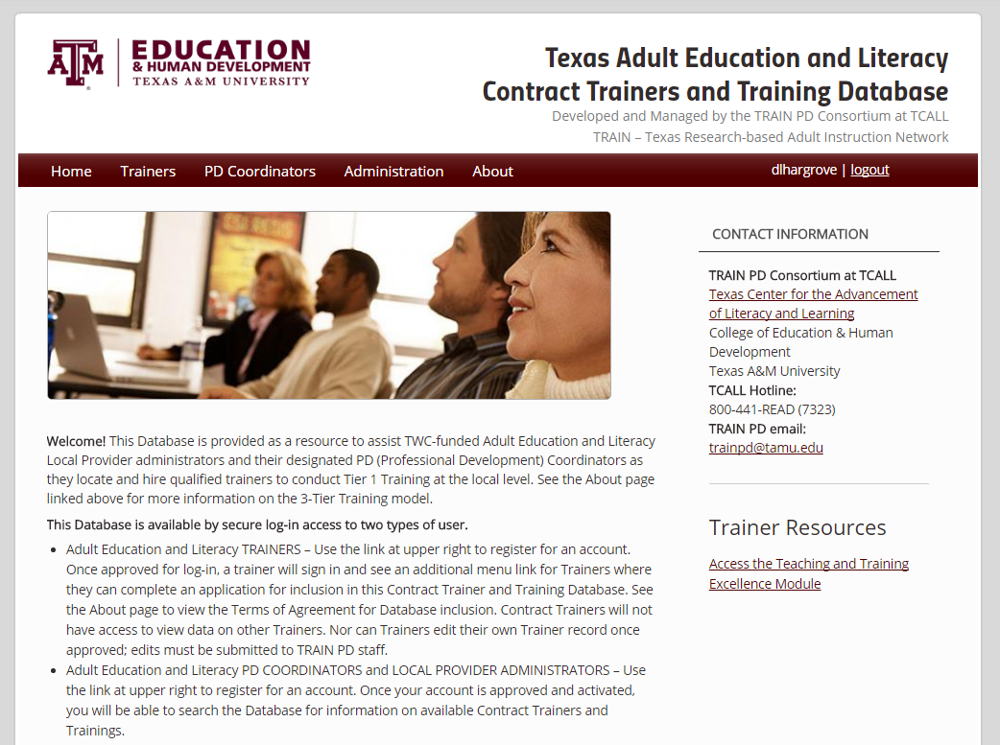 EDUCATION
& HUMAN DEVELOPMENT
TEXAS A&M UNIVERSITY
Texas Adult Education and Literacy
Contract Trainers and Training Database
Developed and Managed by the TRAIN PD Consortium at TCALL
TRAIN – Texas Research-based Adult Instruction Network
Home Trainers PD Coordinators Administration About dlhargrove | logout
Welcome! This Database is provided as a resource to assist TWC-funded Adult Education and Literacy
Local Provider administrators and their designated PD (Professional Development) Coordinators as
they locate and hire qualified trainers to conduct Tier 1 Training at the local level. See the About page
linked above for more information on the 3-Tier Training model.
This Database is available by secure log-in access to two types of user.
• Adult Education and Literacy TRAINERS – Use the link at upper right to register for an account.
Once approved for log-in, a trainer will sign in and see an additional menu link for Trainers where
they can complete an application for inclusion in this Contract Trainer and Training Database. See
the About page to view the Terms of Agreement for Database inclusion. Contract Trainers will not
have access to view data on other Trainers. Nor can Trainers edit their own Trainer record once
approved; edits must be submitted to TRAIN PD staff.
• Adult Education and Literacy PD COORDINATORS and LOCAL PROVIDER ADMINISTRATORS – Use
the link at upper right to register for an account. Once your account is approved and activated,
you will be able to search the Database for information on available Contract Trainers and
Trainings.
CONTACT INFORMATION
TRAIN PD Consortium at TCALL
Texas Center for the Advancement
of Literacy and Learning
College of Education & Human
Development
Texas A&M University
TCALL Hotline:
800-441-READ (7323)
TRAIN PD email:
trainpd@tamu.edu
Trainer Resources
Access the Teaching and Training
Excellence Module